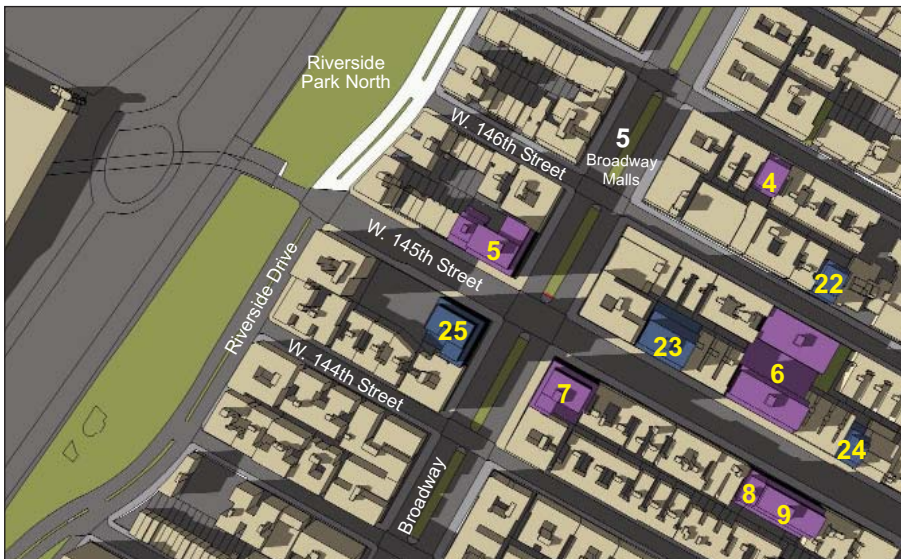 Riverside
Park North
W. 146th Street
5
Broadway
Malls
4
5
W. 145th Street
22
Riverside Drive
25
23
6
W. 144th Street
7
24
Broadway
8
9